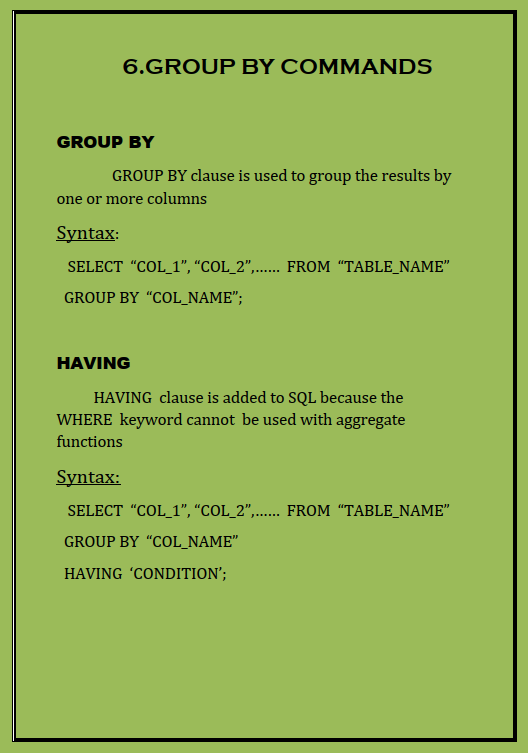 6.GROUP BY COMMANDS
GROUP BY
GROUP BY clause is used to group the results by
one or more columns
Syntax:
SELECT “COL_1”, “COL_2”,...... FROM “TABLE_NAME”
GROUP BY “COL_NAME”;
HAVING
HAVING clause is added to SQL because the
WHERE keyword cannot be used with aggregate
functions
Syntax:
SELECT “COL_1”, “COL_2”,...... FROM “TABLE_NAME”
GROUP BY “COL_NAME”
HAVING ‘CONDITION’;